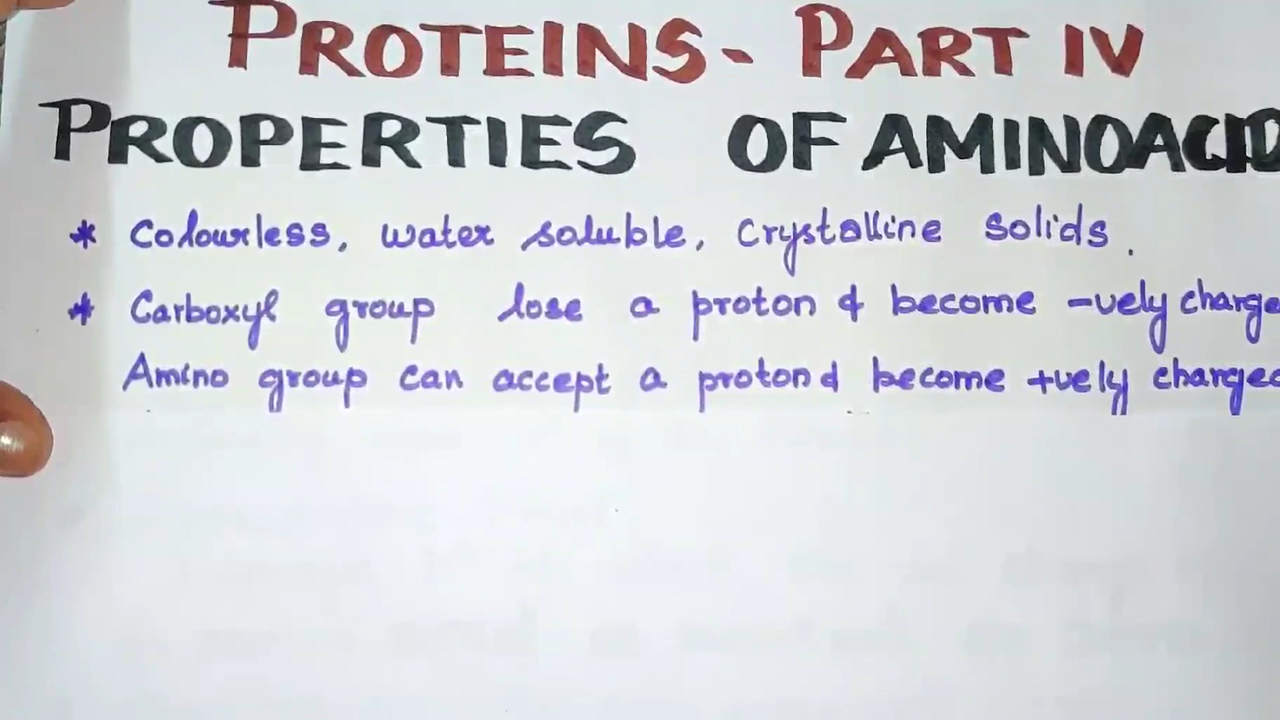 PROTEINS- PART IV
PROPERTIES OF AMINOACID
* Colourless, water soluble, Crystalline solids.
* Carboxyl group lose a proton & become -vely charge
Amino group can accept a proton & become +vely charged